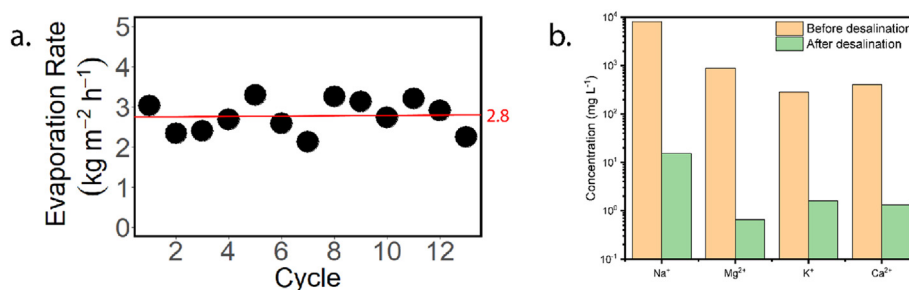 a.
Evaporation Rate
(kg m⁻² h⁻¹)
5
4
3
2
1
0
2.8
2 4 6 8 10 12
Cycle
b.
Before desalination
After desalination
Concentration (mg L⁻¹)
10⁴
10³
10²
10¹
10⁰
10⁻¹
Na⁺ Mg²⁺ K⁺ Ca²⁺